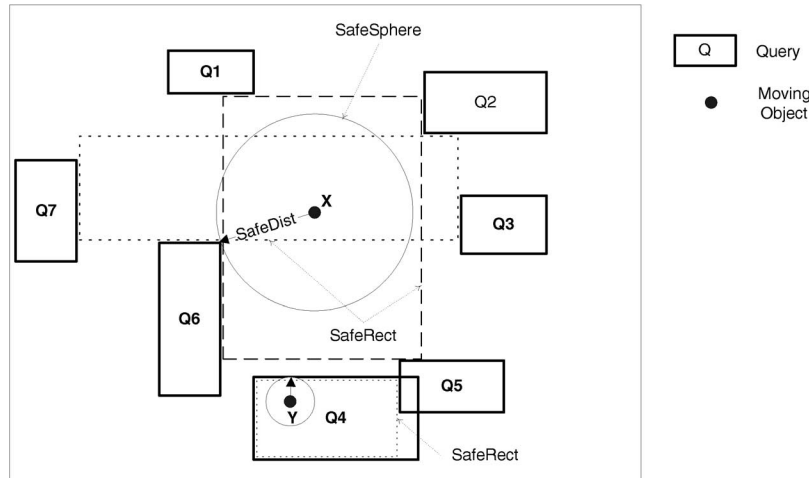 SafeSphere
Q
Query
Q1
Q2
Moving
Object
X
Q7
SafeDist
Q3
Q6
SafeRect
Q5
Y
Q4
SafeRect